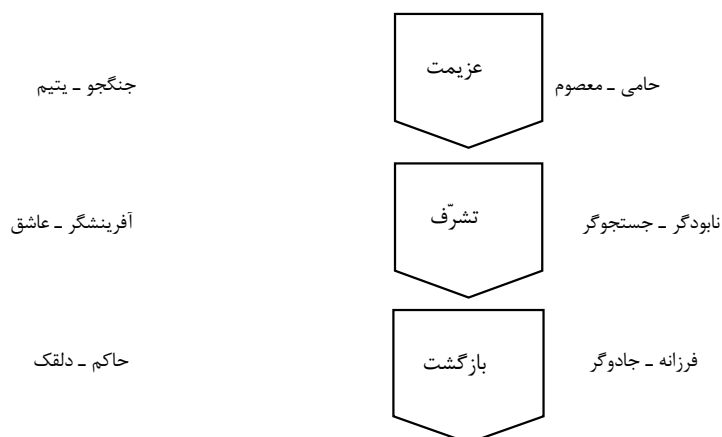 حامی ـ معصوم
عزیمت
جنگجو ـ یتیم
نابودگر ـ جستجوگر
تشرّف
آفرینشگر ـ عاشق
فرزانه ـ جادوگر
بازگشت
حاکم ـ دلقک